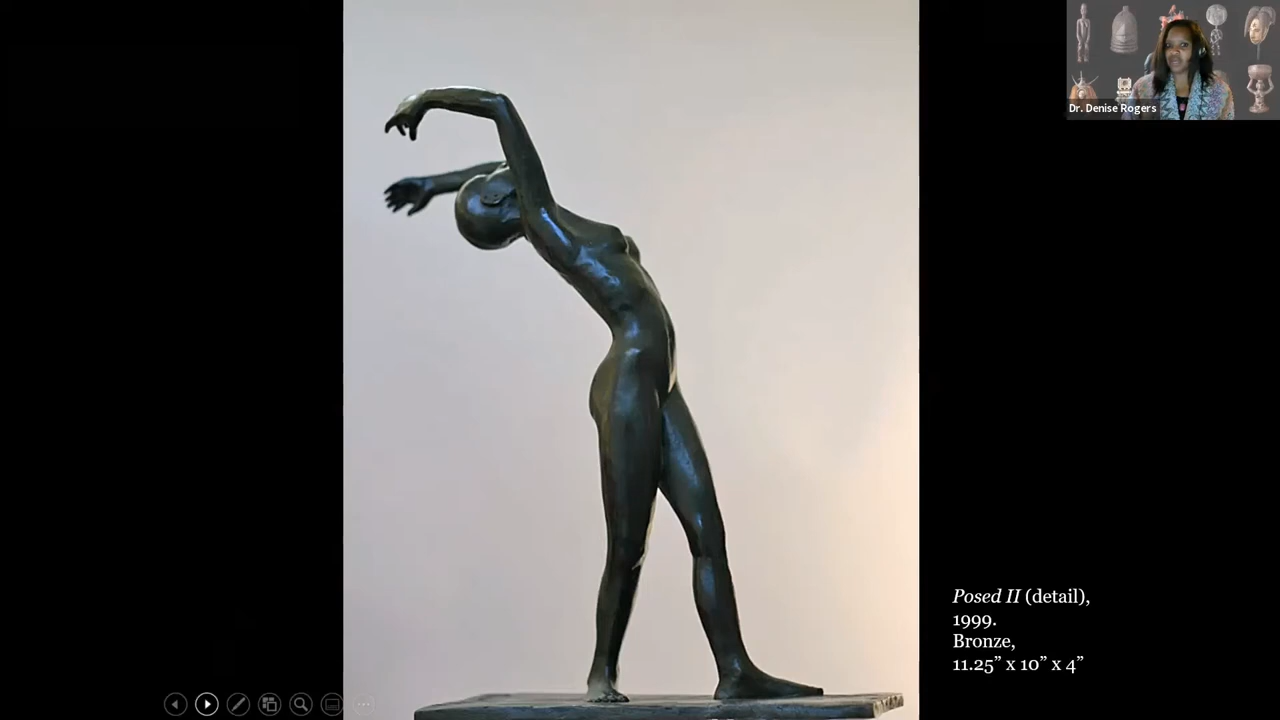 Dr. Denise Rogers
Posed II (detail),
1999.
Bronze,
11.25” x 10” x 4”